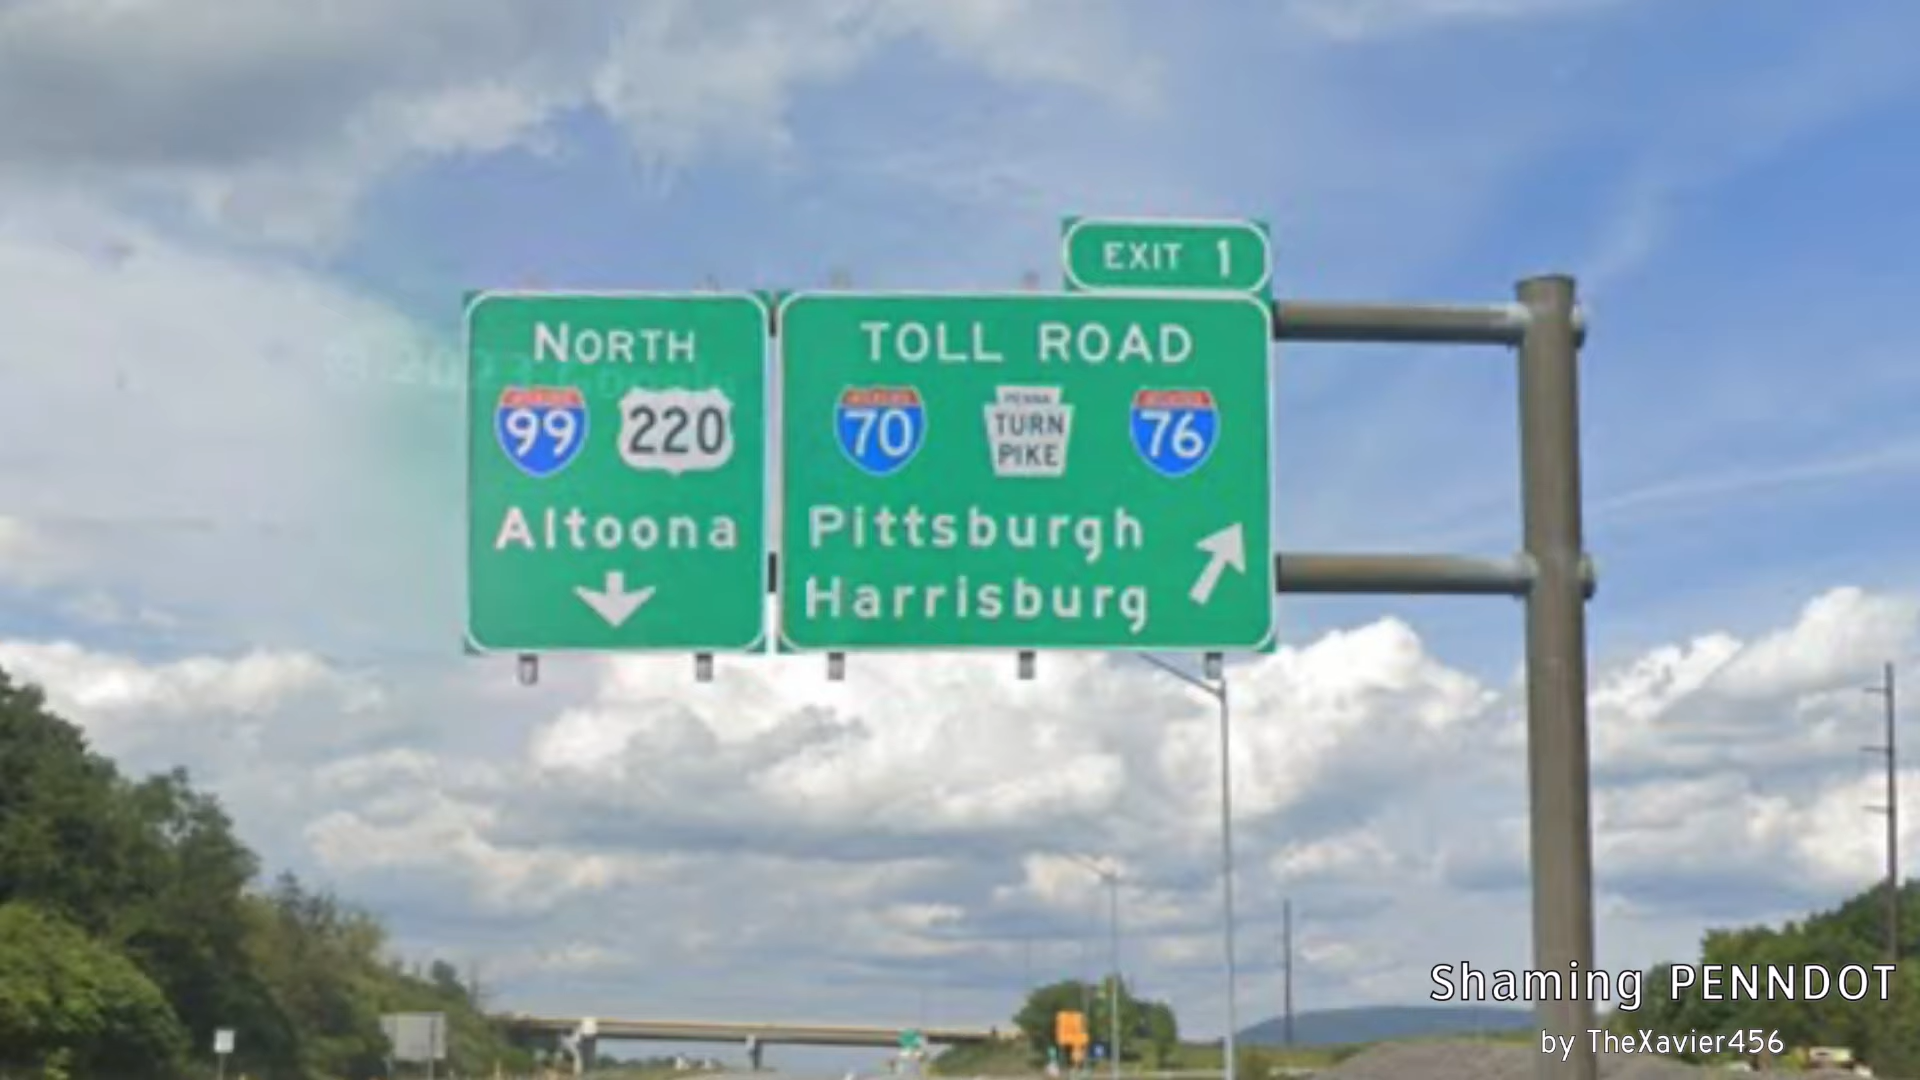 EXIT 1
NORTH
99 220
Altoona
TOLL ROAD
70 PENNA TURN PIKE 76
Pittsburgh
Harrisburg
Shaming PENNDOT
by TheXavier456